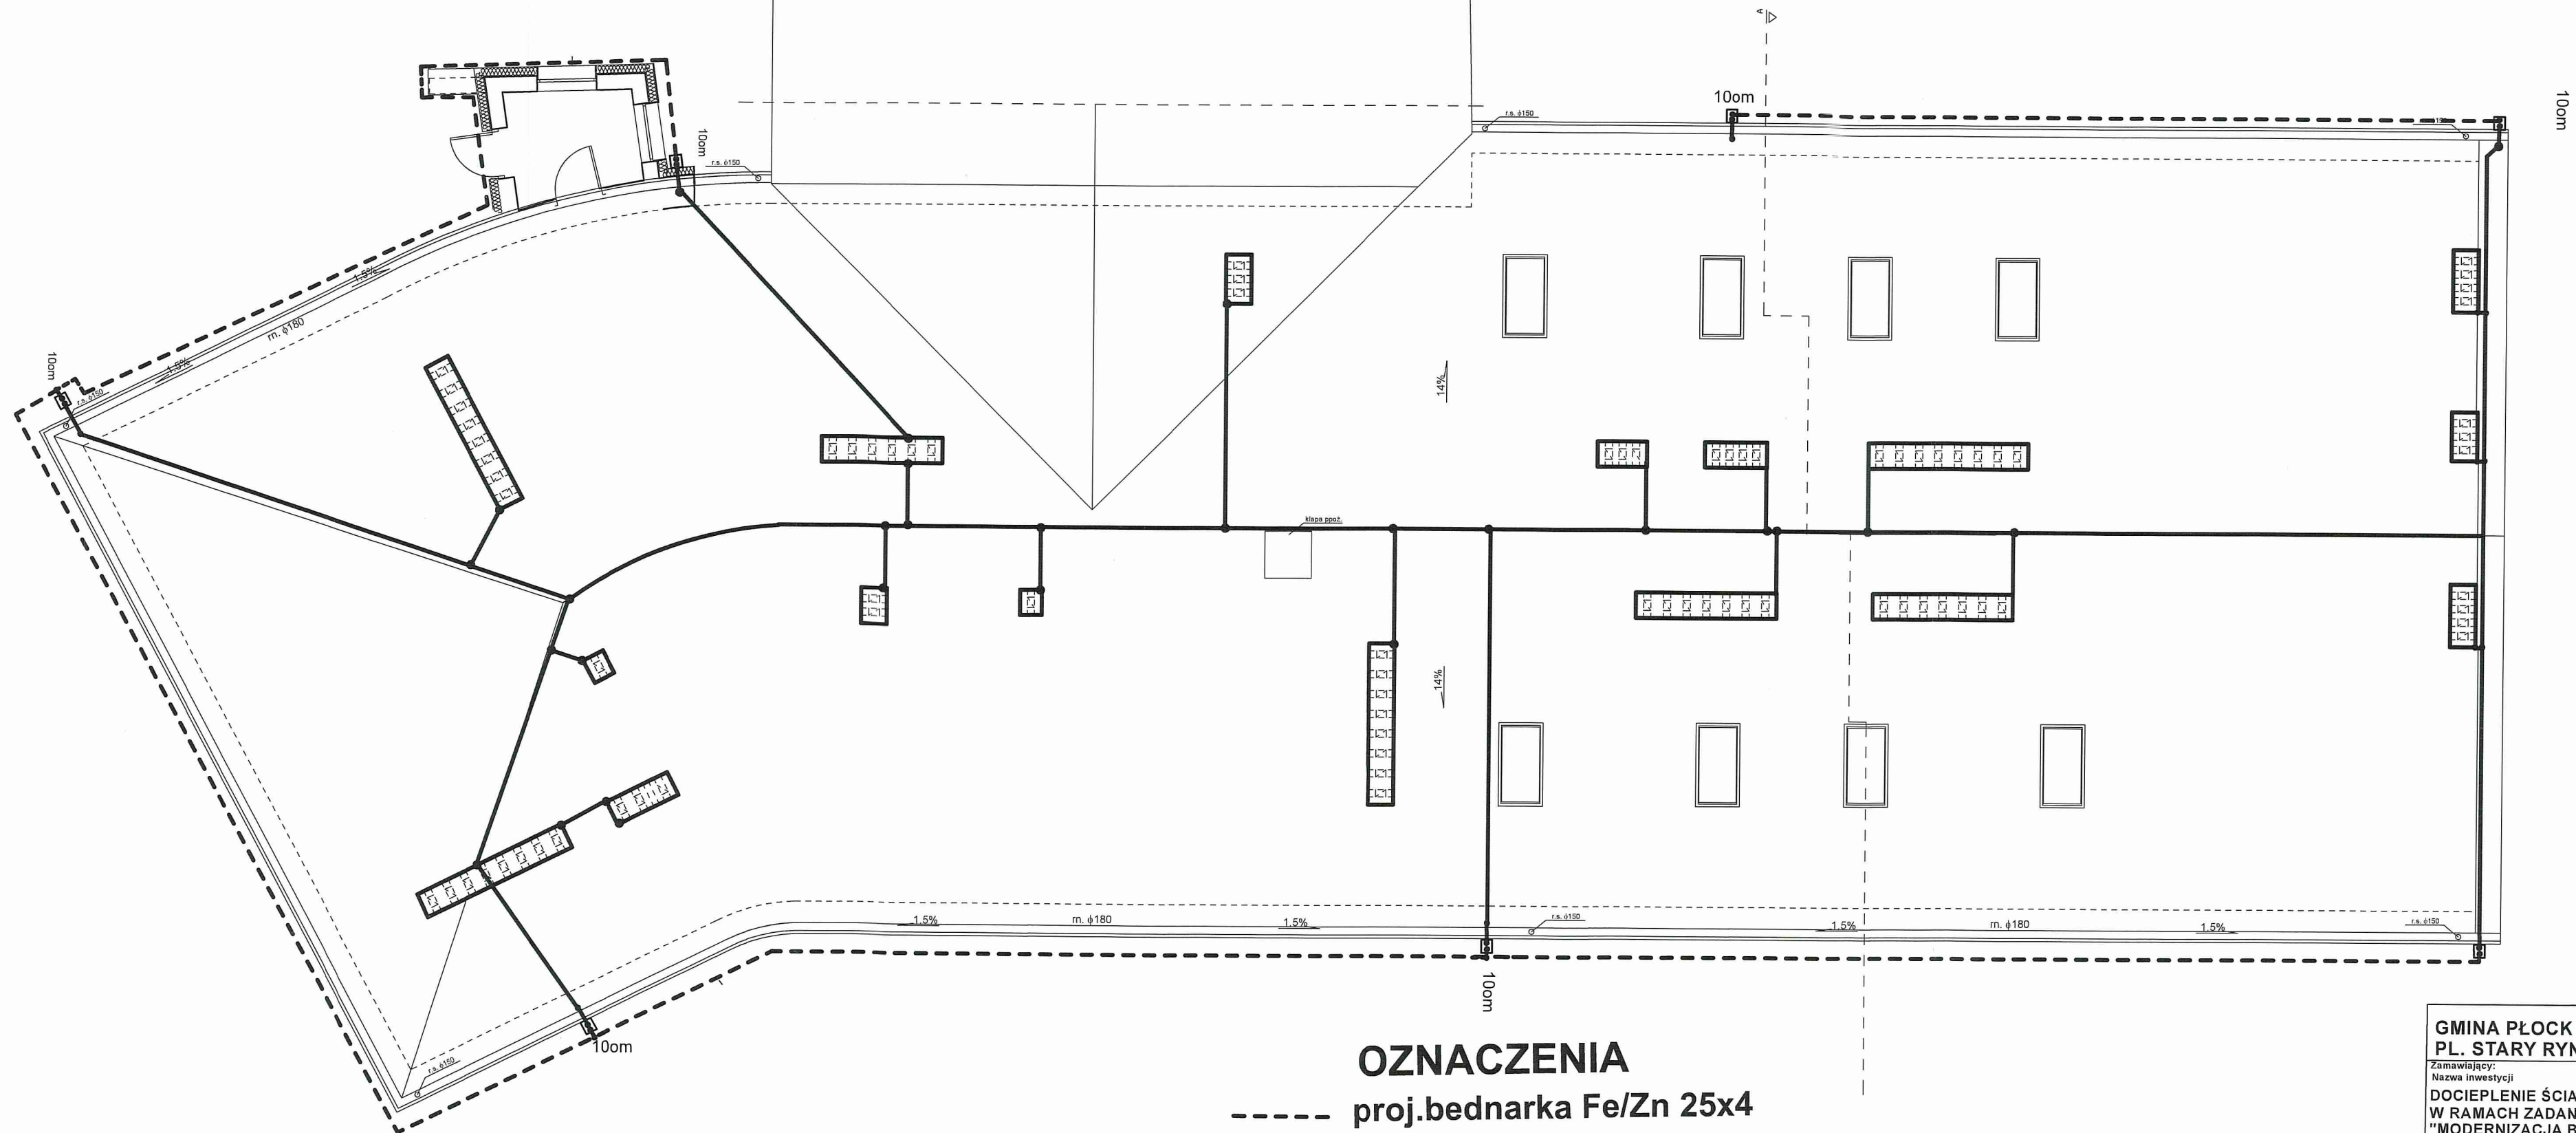 A
10om
10om
r.s. ϕ150
10om
r.s. ϕ150
1.5%
rn. ϕ180
1.5%
10om
r.s. ϕ150
14%
klapa ppoż.
14%
1.5%
rn. ϕ180
1.5%
r.s. ϕ150
1.5%
rn. ϕ180
1.5%
r.s. ϕ150
10om
10om
r.s. ϕ150
OZNACZENIA
proj.bednarka Fe/Zn 25x4
GMINA PŁOCK
PL. STARY RYN
Zamawiający:
Nazwa inwestycji
DOCIEPLENIE ŚCIA
W RAMACH ZADAN